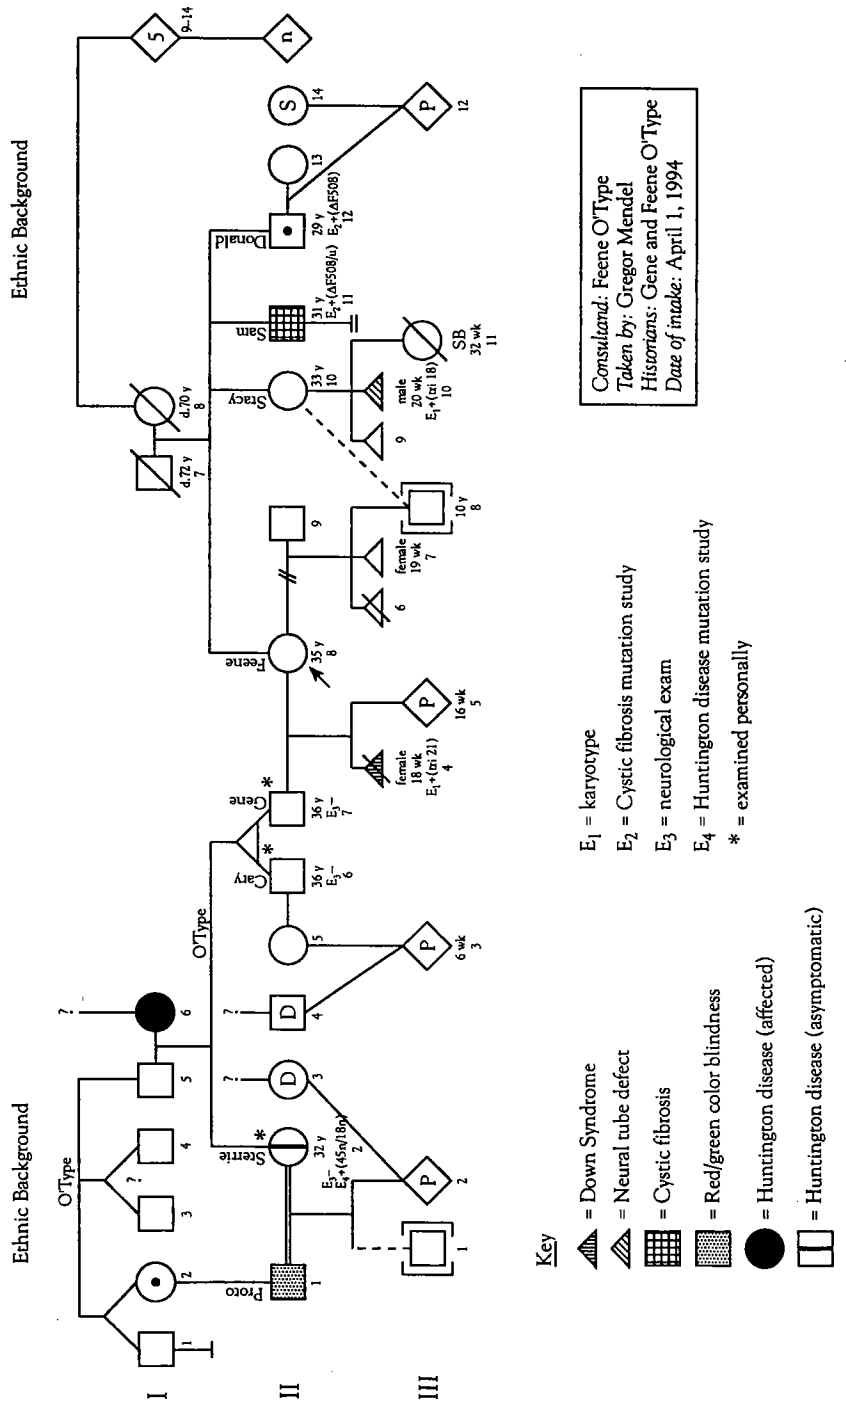 Ethnic Background
Ethnic Background
O'Type
? ? 5
9–14
I
1
2
3
4
5
6
d.72 y
7
d.70 y
8
n
O'Type
II
Proto
1
Sterrie *
32 y
E3–
E4+(45n/18n)
2
?
D
3
?
D
4
5
Cary *
36 y
E3–
6
Gene *
36 y
E3–
7
Feene
35 y
8
9
Stacy
33 y
10
Sam
31 y
E2+(ΔF508/u)
11
Donald
29 y
E2+(ΔF508)
12
13
S
14
III
1
P
2
P
6 wk
3
female
18 wk
E1+(tri 21)
4
P
16 wk
5
6
female
19 wk
7
10 y
8
9
male
20 wk
E1+(tri 18)
10
SB
32 wk
11
P
12
Key
= Down Syndrome
= Neural tube defect
= Cystic fibrosis
= Red/green color blindness
= Huntington disease (affected)
= Huntington disease (asymptomatic)
E1 = karyotype
E2 = Cystic fibrosis mutation study
E3 = neurological exam
E4 = Huntington disease mutation study
* = examined personally
Consultand: Feene O'Type
Taken by: Gregor Mendel
Historians: Gene and Feene O'Type
Date of intake: April 1, 1994